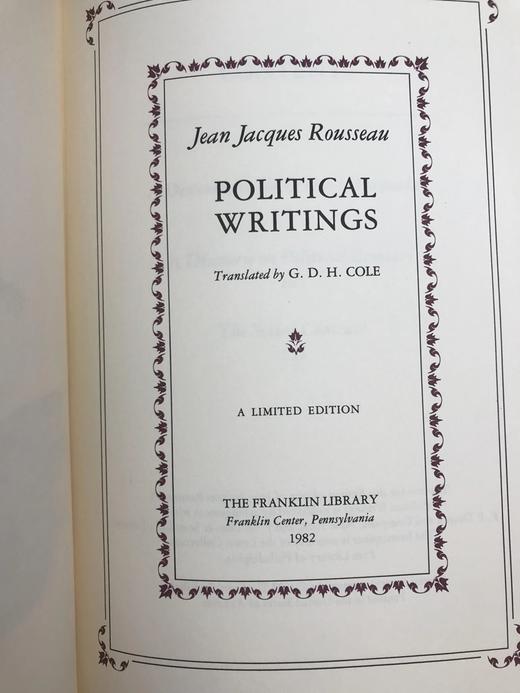 Jean Jacques Rousseau
POLITICAL
WRITINGS
Translated by G. D. H. COLE
A LIMITED EDITION
THE FRANKLIN LIBRARY
Franklin Center, Pennsylvania
1982